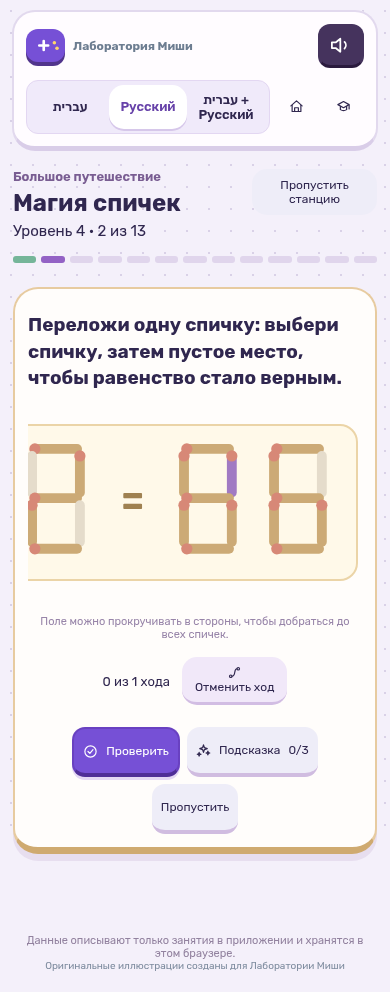 Лаборатория Миши
עברית
Русский
עברית +
Русский
Большое путешествие
Магия спичек
Уровень 4 • 2 из 13
Пропустить
станцию
Переложи одну спичку: выбери
спичку, затем пустое место,
чтобы равенство стало верным.
2 = 8 6
Поле можно прокручивать в стороны, чтобы добраться до
всех спичек.
0 из 1 хода
Отменить ход
Проверить
Подсказка 0/3
Пропустить
Данные описывают только занятия в приложении и хранятся в
этом браузере.
Оригинальные иллюстрации созданы для Лаборатории Миши